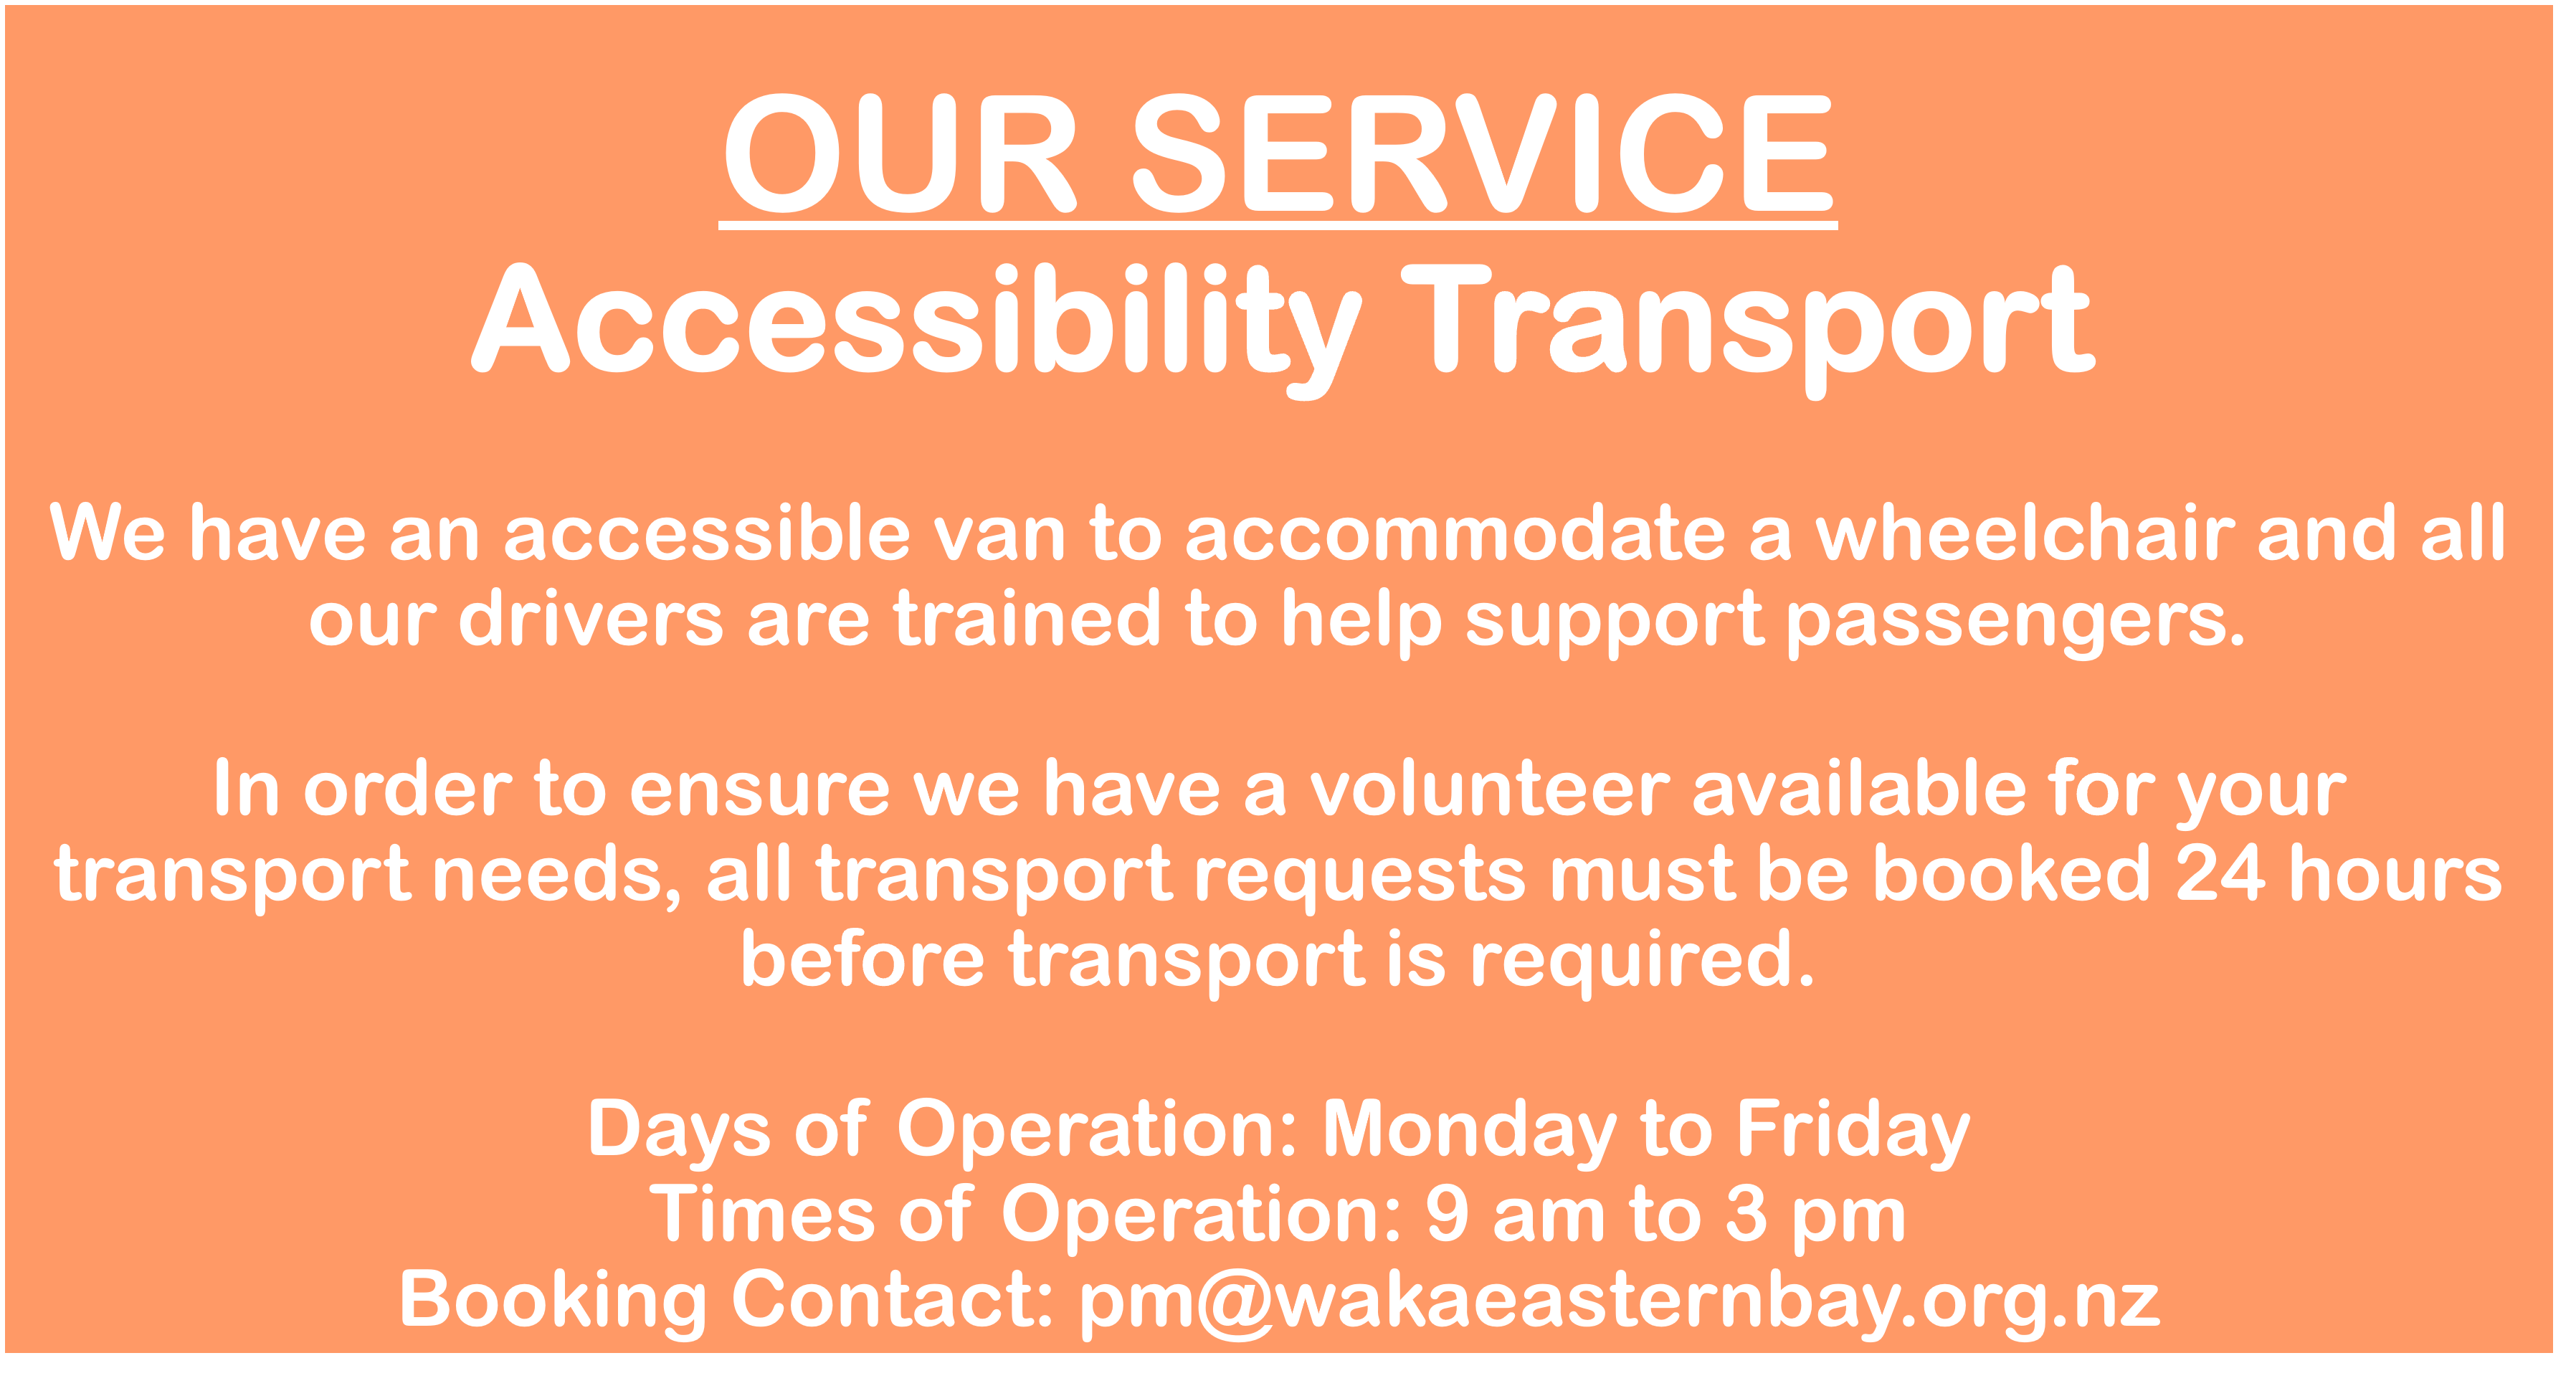 OUR SERVICE
Accessibility Transport
We have an accessible van to accommodate a wheelchair and all
our drivers are trained to help support passengers.
In order to ensure we have a volunteer available for your
transport needs, all transport requests must be booked 24 hours
before transport is required.
Days of Operation: Monday to Friday
Times of Operation: 9 am to 3 pm
Booking Contact: pm@wakaeasternbay.org.nz